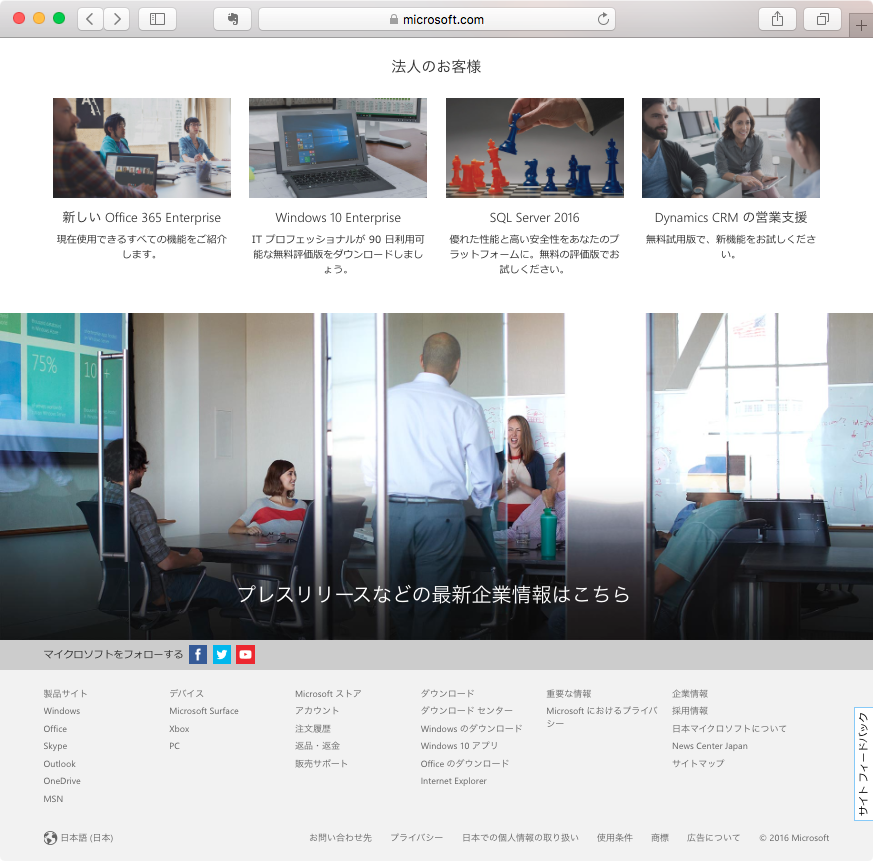 microsoft.com
法人のお客様
新しい Office 365 Enterprise
現在使用できるすべての機能をご紹介
します。
Windows 10 Enterprise
IT プロフェッショナルが 90 日利用可
能な無料評価版をダウンロードしまし
ょう。
SQL Server 2016
優れた性能と高い安全性をあなたのプ
ラットフォームに。無料の評価版でお
試しください。
Dynamics CRM の営業支援
無料試用版で、新機能をお試しくださ
い。
75%
10
プレスリリースなどの最新企業情報はこちら
マイクロソフトをフォローする
製品サイト
Windows
Office
Skype
Outlook
OneDrive
MSN
デバイス
Microsoft Surface
Xbox
PC
Microsoft ストア
アカウント
注文履歴
返品・返金
販売サポート
ダウンロード
ダウンロード センター
Windows のダウンロード
Windows 10 アプリ
Office のダウンロード
Internet Explorer
重要な情報
Microsoft におけるプライバ
シー
企業情報
採用情報
日本マイクロソフトについて
News Center Japan
サイトマップ
サイト フィードバック
日本語 (日本)
お問い合わせ先
プライバシー
日本での個人情報の取り扱い
使用条件
商標
広告について
© 2016 Microsoft